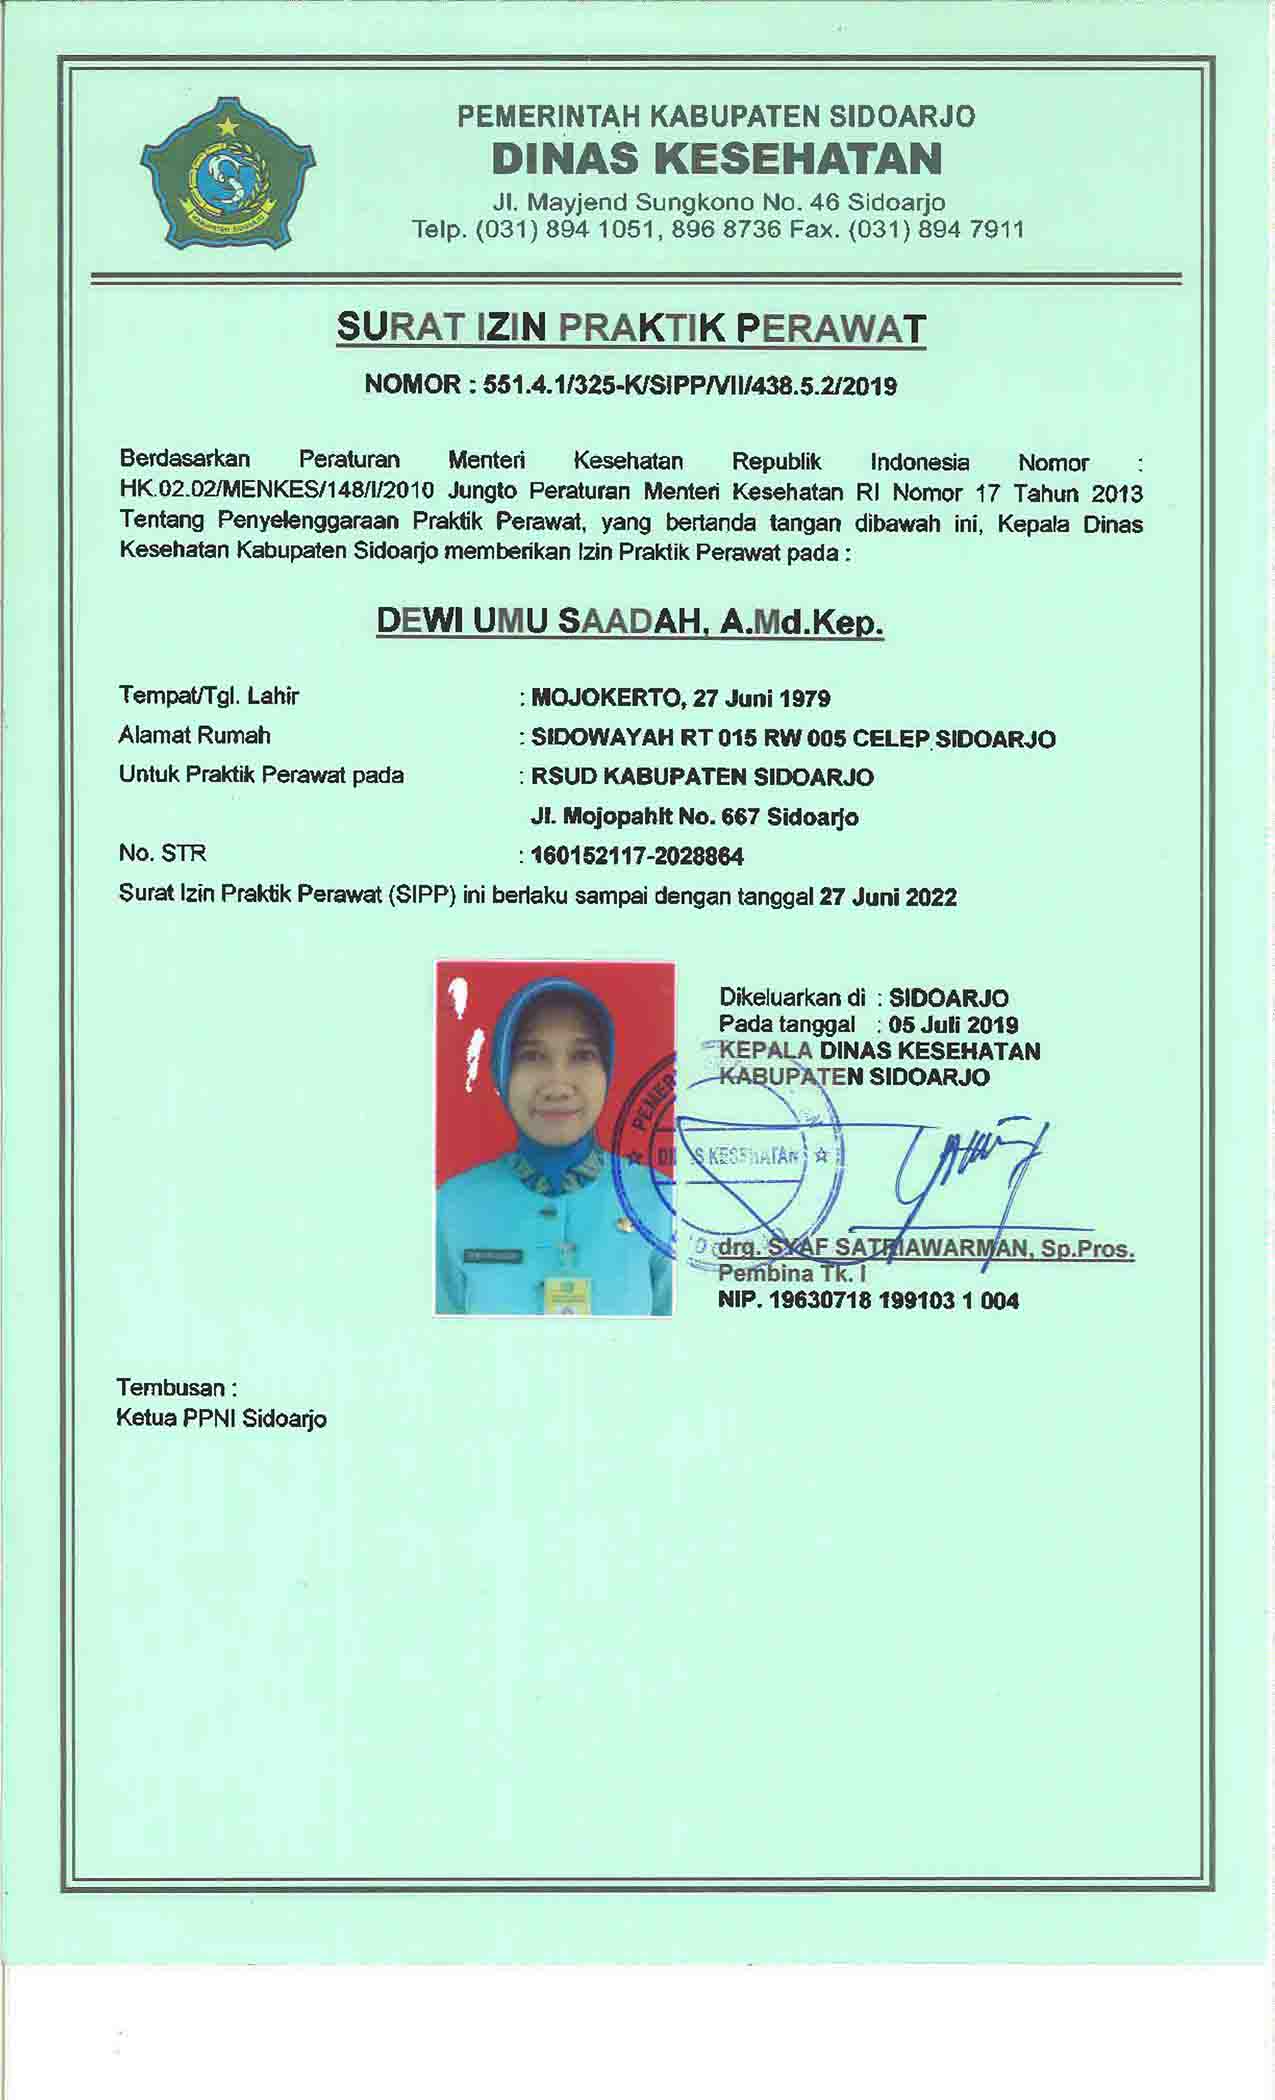 PEMERINTAH KABUPATEN SIDOARJO
DINAS KESEHATAN
Jl. Mayjend Sungkono No. 46 Sidoarjo
Telp. (031) 894 1051, 896 8736 Fax. (031) 894 7911
SURAT IZIN PRAKTIK PERAWAT
NOMOR : 551.4.1/325-K/SIPP/VII/438.5.2/2019
Berdasarkan Peraturan Menteri Kesehatan Republik Indonesia Nomor :
HK.02.02/MENKES/148/I/2010 Jungto Peraturan Menteri Kesehatan RI Nomor 17 Tahun 2013
Tentang Penyelenggaraan Praktik Perawat, yang bertanda tangan dibawah ini, Kepala Dinas
Kesehatan Kabupaten Sidoarjo memberikan Izin Praktik Perawat pada :
DEWI UMU SAADAH, A.Md.Kep.
Tempat/Tgl. Lahir : MOJOKERTO, 27 Juni 1979
Alamat Rumah : SIDOWAYAH RT 015 RW 005 CELEP SIDOARJO
Untuk Praktik Perawat pada : RSUD KABUPATEN SIDOARJO
Jl. Mojopahit No. 667 Sidoarjo
No. STR : 160152117-2028864
Surat Izin Praktik Perawat (SIPP) ini berlaku sampai dengan tanggal 27 Juni 2022
Dikeluarkan di : SIDOARJO
Pada tanggal : 05 Juli 2019
KEPALA DINAS KESEHATAN
KABUPATEN SIDOARJO
drg. SYAF SATRIAWARMAN, Sp.Pros.
Pembina Tk. I
NIP. 19630718 199103 1 004
Tembusan :
Ketua PPNI Sidoarjo